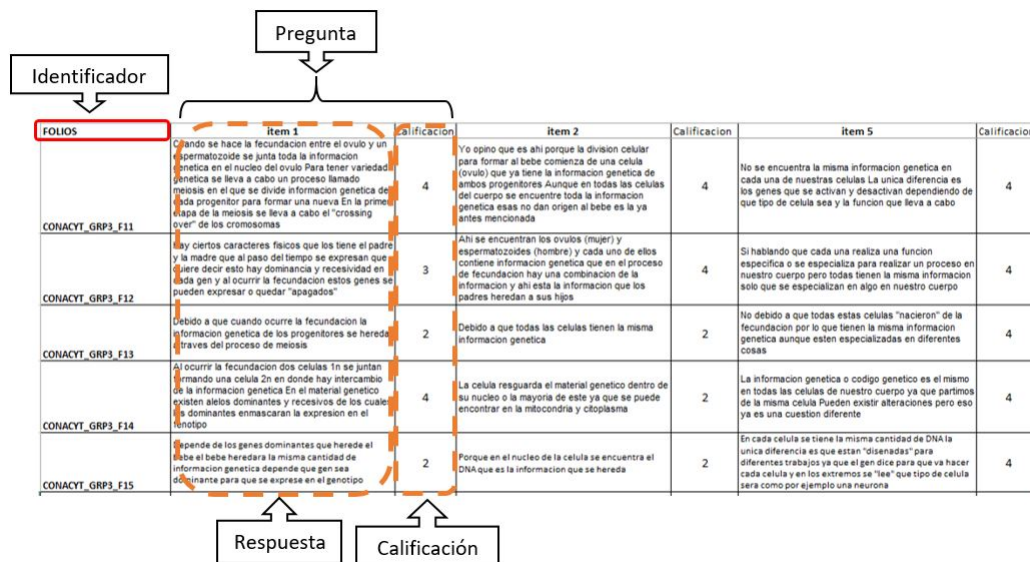 Pregunta
Identificador
FOLIOS
item 1
Calificacion
item 2
Calificacion
item 5
Calificacion
Cuando se hace la fecundacion entre el ovulo y un
espermatozoide se junta toda la informacion
genetica en el nucleo del ovulo Para tener variedad
genetica se lleva a cabo un proceso llamado
meiosis en el que se divide informacion genetica de
cada progenitor para formar una nueva En la primer
etapa de la meiosis se lleva a cabo el "crossing
over" de los cromosomas
4
Yo opino que es ahi porque la division celular
para formar al bebe comienza de una celula
(ovulo) que ya tiene la informacion genetica de
ambos progenitores Aunque en todas las celulas
del cuerpo se encuentre toda la informacion
genetica esas no dan origen al bebe es la ya
antes mencionada
4
No se encuentra la misma informacion genetica en
cada una de nuestras celulas La unica diferencia es
los genes que se activan y desactivan dependiendo de
que tipo de celula sea y la funcion que lleva a cabo
4
CONACYT_GRP3_F11
Hay ciertos caracteres fisicos que los tiene el padre
y la madre que al paso del tiempo se expresan que
quiere decir esto hay dominancia y recesividad en
cada gen y al ocurrir la fecundacion estos genes se
pueden expresar o quedar "apagados"
3
Ahi se encuentran los ovulos (mujer) y
espermatozoides (hombre) y cada uno de ellos
contiene informacion genetica que en el proceso
de fecundacion hay una combinacion de la
informacion y ahi esta la informacion que los
padres heredan a sus hijos
4
Si hablando que cada una realiza una funcion
especifica o se especializa para realizar un proceso en
nuestro cuerpo pero todas tienen la misma informacion
solo que se especializan en algo en nuestro cuerpo
4
CONACYT_GRP3_F12
Debido a que cuando ocurre la fecundacion la
informacion genetica de los progenitores se hereda
atraves del proceso de meiosis
2
Debido a que todas las celulas tienen la misma
informacion genetica
2
No debido a que todas estas celulas "nacieron" de la
fecundacion por lo que tienen la misma informacion
genetica aunque esten especializadas en diferentes
cosas
4
CONACYT_GRP3_F13
Al ocurrir la fecundacion dos celulas 1n se juntan
formando una celula 2n en donde hay intercambio
de la informacion genetica En el material genetico
existen alelos dominantes y recesivos de los cuales
los dominantes enmascaran la expresion en el
fenotipo
4
La celula resguarda el material genetico dentro de
su nucleo o la mayoria de este ya que se puede
encontrar en la mitocondria y citoplasma
2
La informacion genetica o codigo genetico es el mismo
en todas las celulas de nuestro cuerpo ya que partimos
de la misma celula Pueden existir alteraciones pero eso
ya es una cuestion diferente
4
CONACYT_GRP3_F14
Depende de los genes dominantes que herede el
bebe el bebe heredara la misma cantidad de
informacion genetica depende que gen sea
dominante para que se exprese en el genotipo
2
Porque en el nucleo de la celula se encuentra el
DNA que es la informacion que se hereda
2
En cada celula se tiene la misma cantidad de DNA la
unica diferencia es que estan "disenadas" para
diferentes trabajos ya que el gen dice para que va hacer
cada celula y en los extremos se "lee" que tipo de celula
sera como por ejemplo una neurona
4
CONACYT_GRP3_F15
Respuesta
Calificación